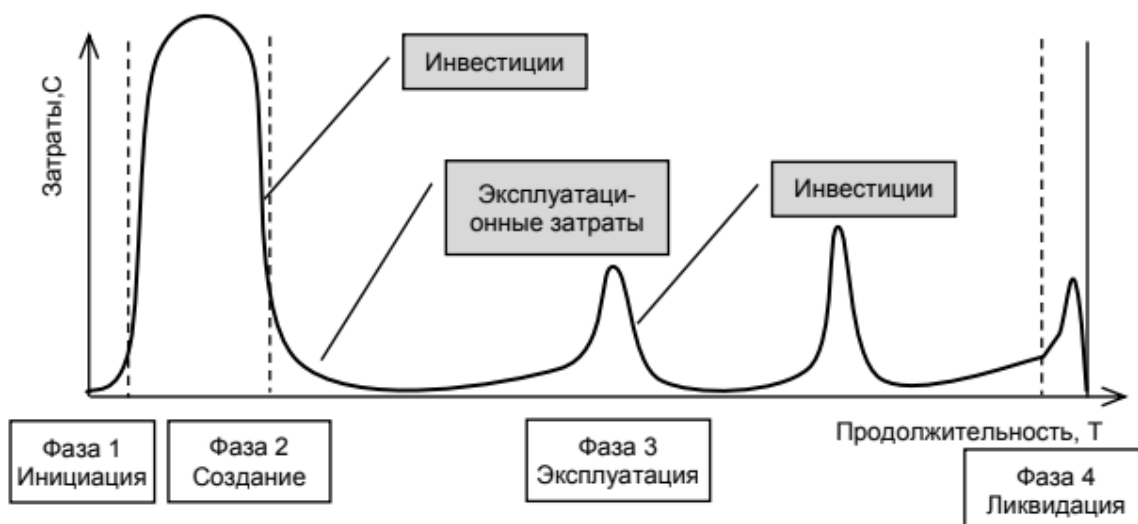 Затраты,С
Инвестиции
Эксплуатаци-
онные затраты
Инвестиции
Продолжительность, Т
Фаза 1
Инициация
Фаза 2
Создание
Фаза 3
Эксплуатация
Фаза 4
Ликвидация